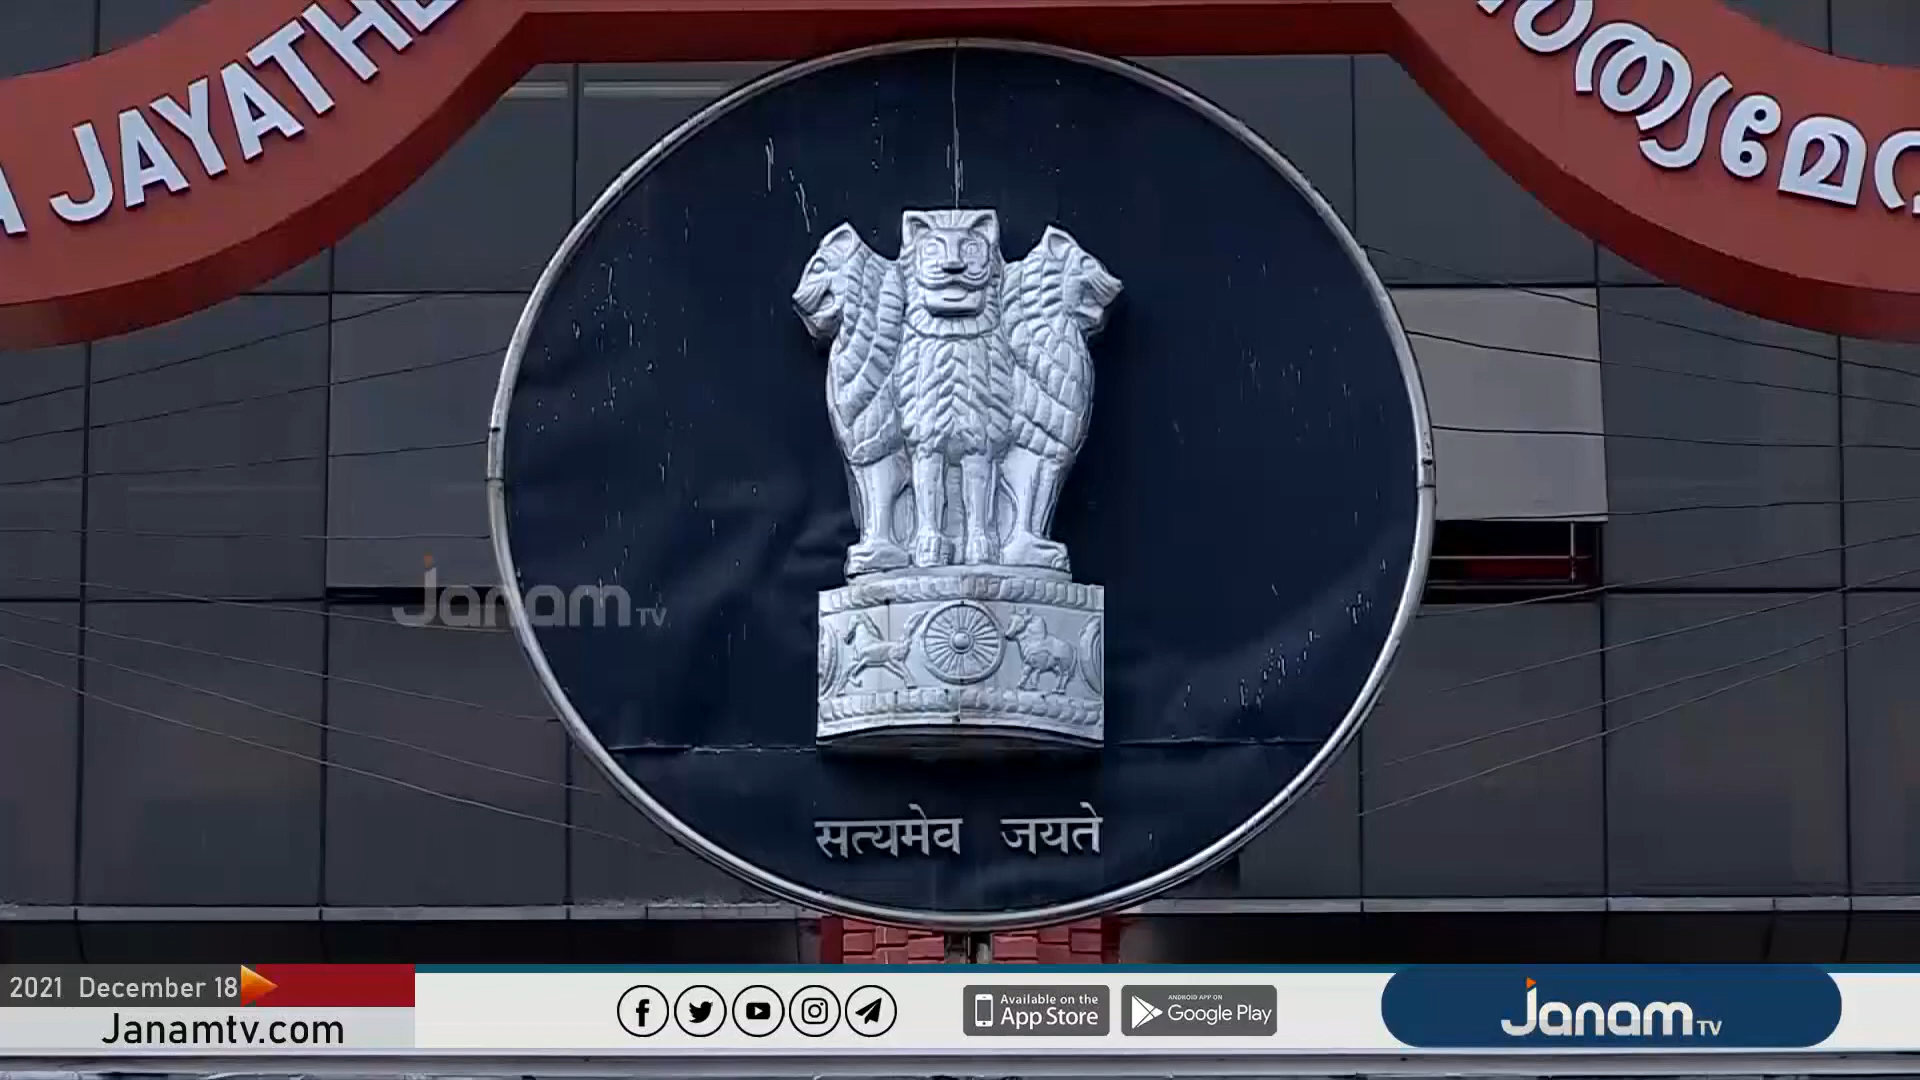 JAYATHE
സത്യമേവ
Janam TV
सत्यमेव जयते
2021 December 18
Janamtv.com
Available on the
App Store
ANDROID APP ON
Google Play
Janam TV